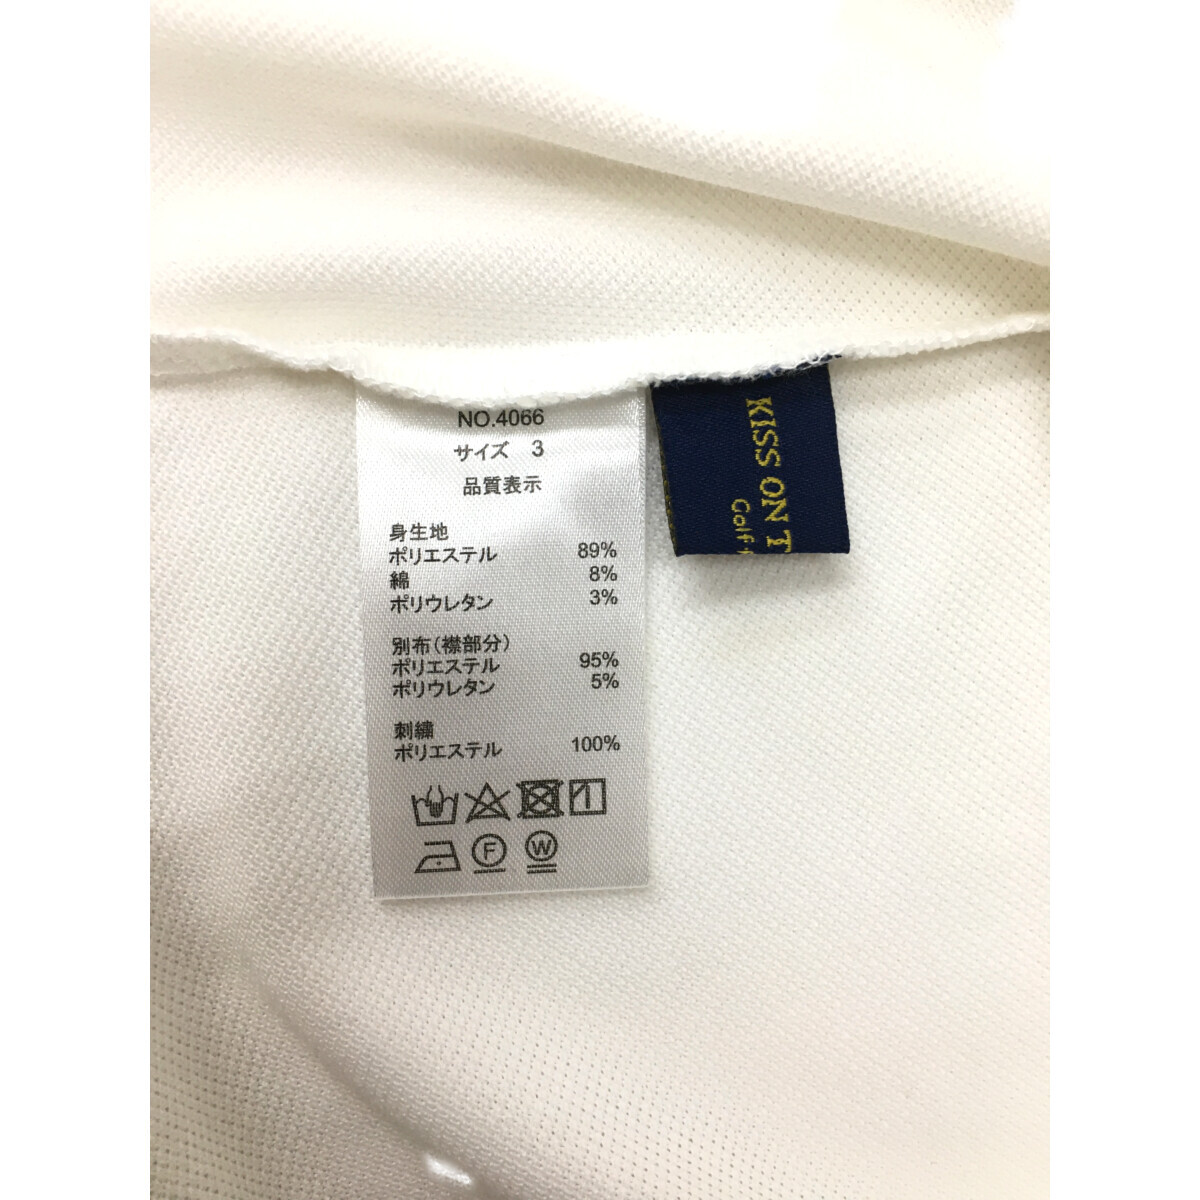 NO.4066
サイズ 3
品質表示
身生地
ポリエステル 89%
綿 8%
ポリウレタン 3%
別布(襟部分)
ポリエステル 95%
ポリウレタン 5%
刺繍
ポリエステル 100%
F W
KISS ON T
Golf